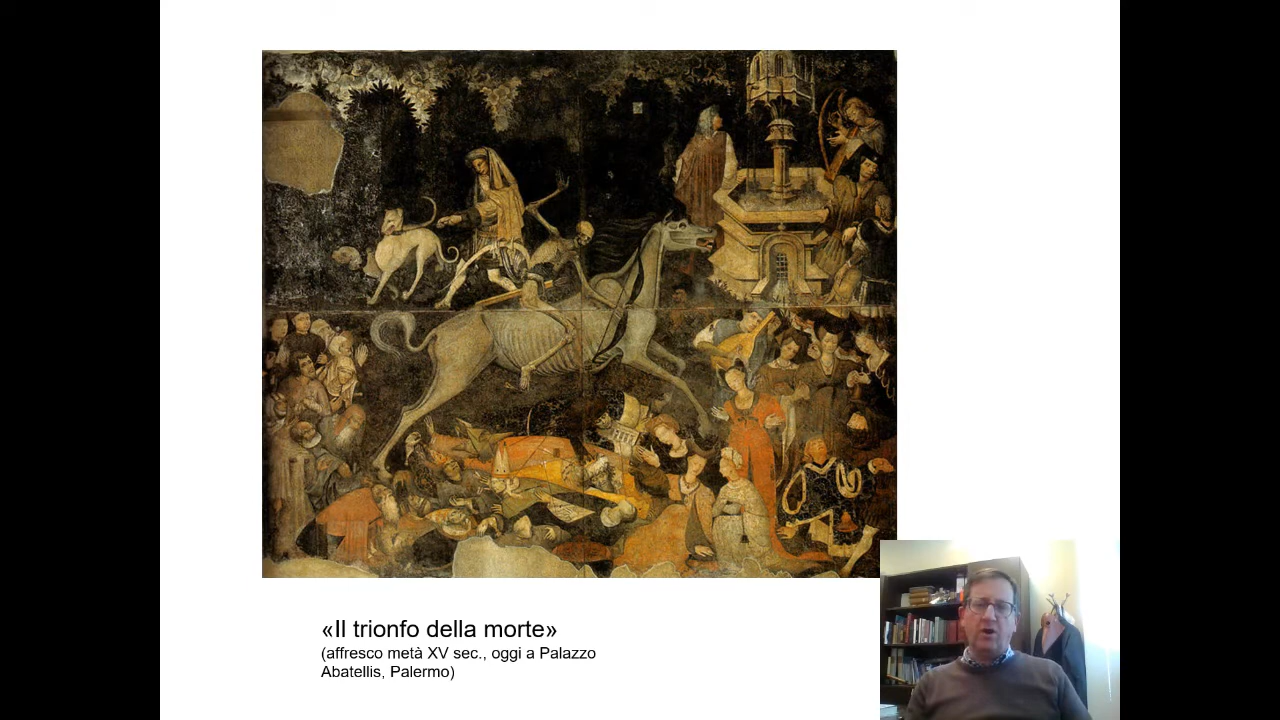 «Il trionfo della morte»
(affresco metà XV sec., oggi a Palazzo
Abatellis, Palermo)